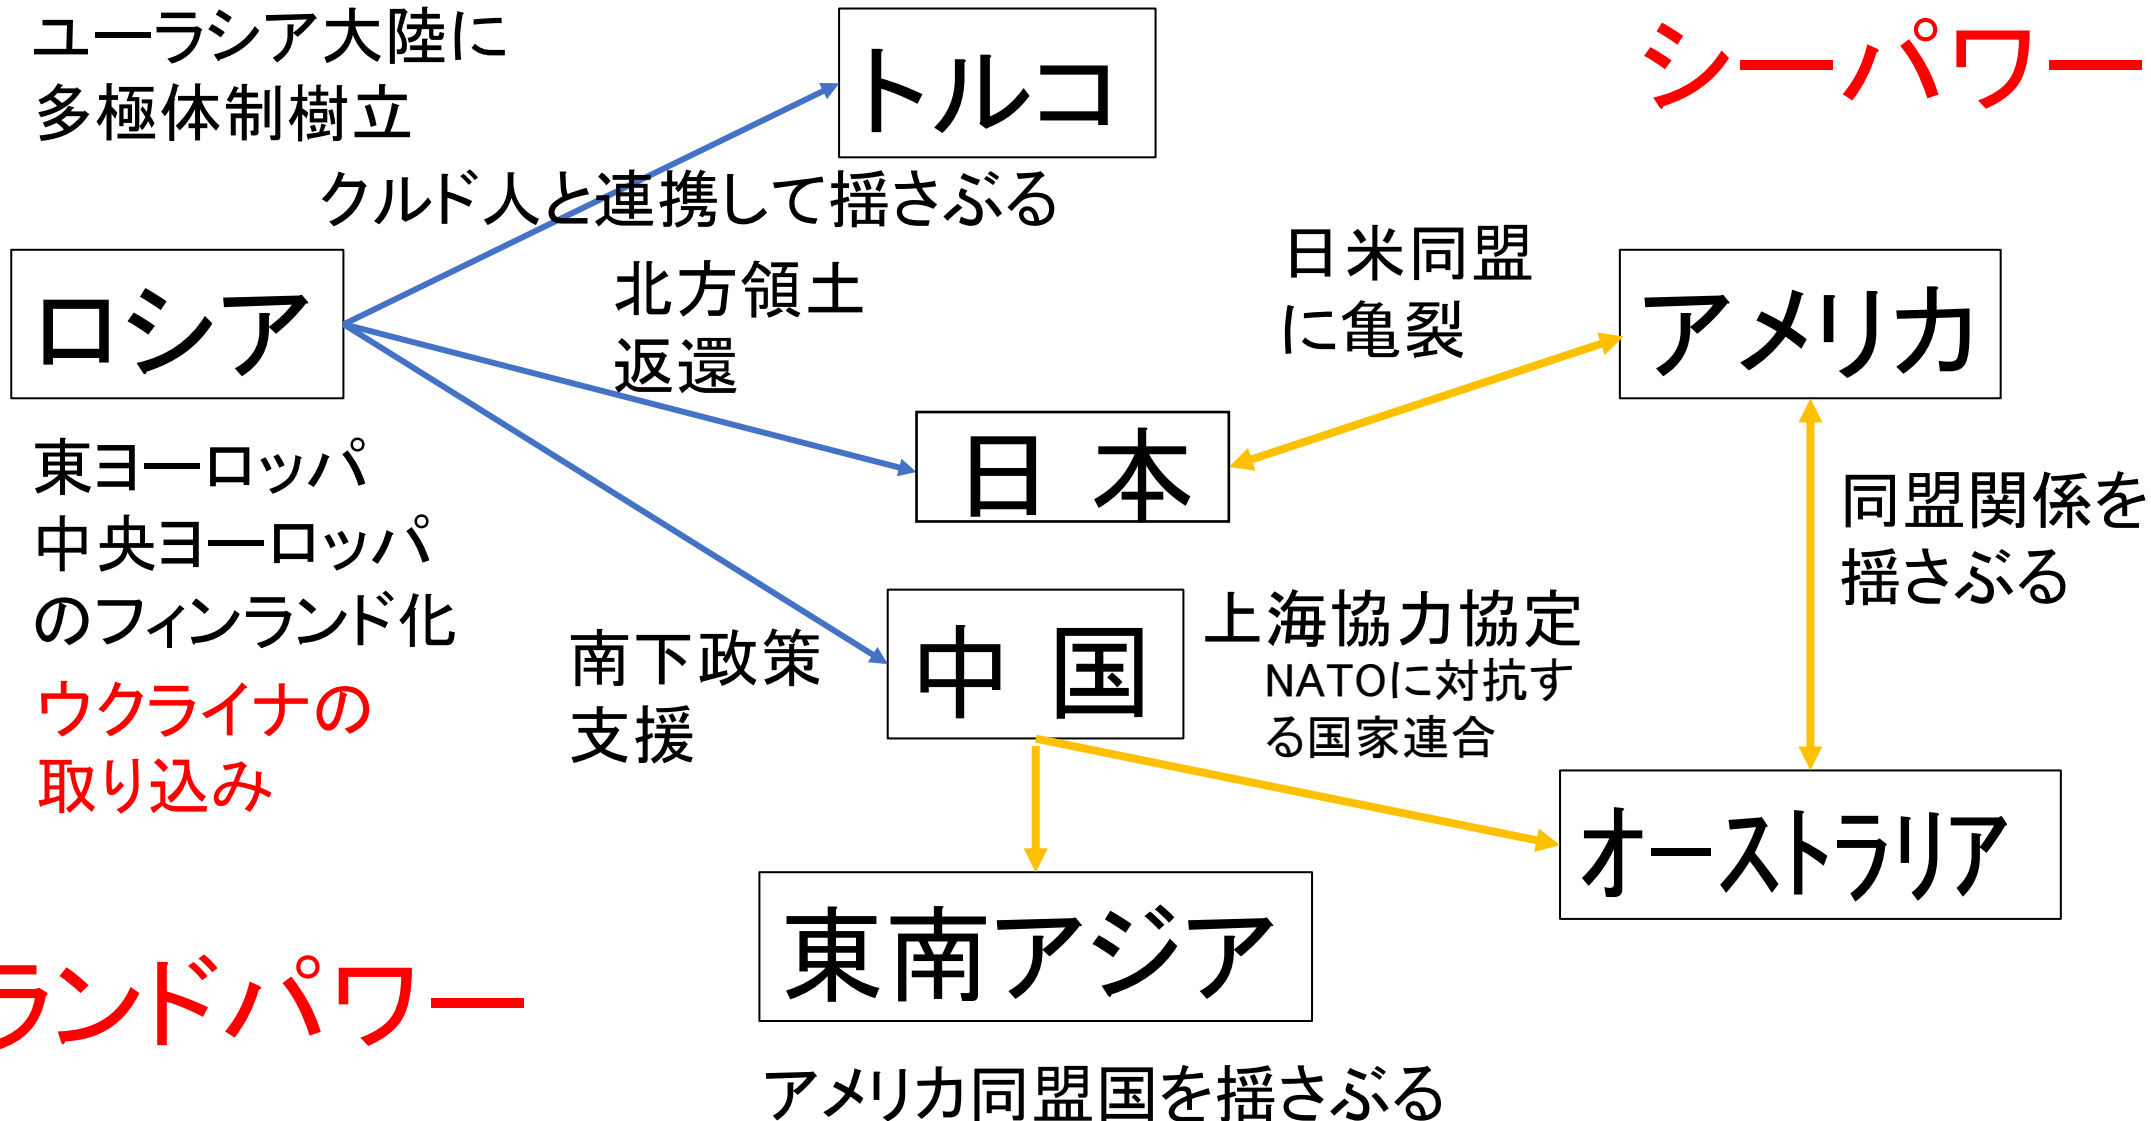 ユーラシア大陸に
多極体制樹立
トルコ
シーパワー
クルド人と連携して揺さぶる
ロシア
北方領土
返還
日米同盟
に亀裂
アメリカ
日 本
東ヨーロッパ
中央ヨーロッパ
のフィンランド化
ウクライナの
取り込み
同盟関係を
揺さぶる
南下政策
支援
中 国
上海協力協定
NATOに対抗す
る国家連合
オーストラリア
東南アジア
ランドパワー
アメリカ同盟国を揺さぶる